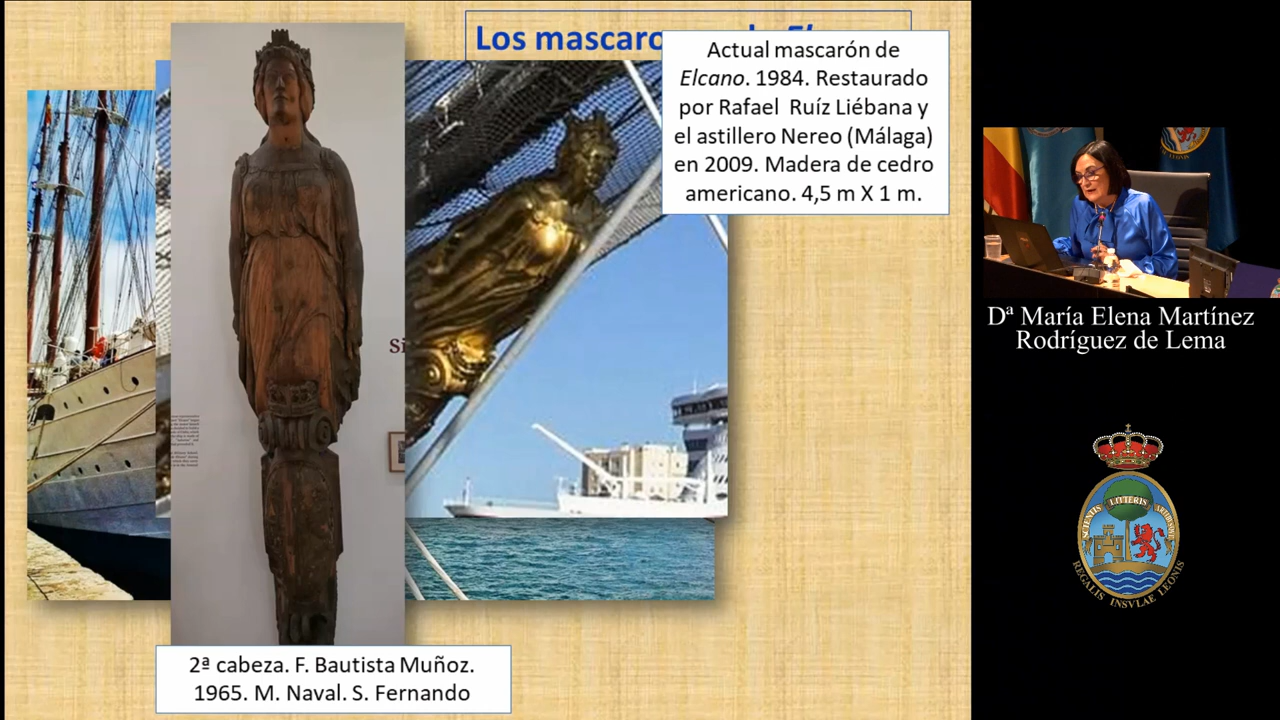 Los mascaro
Actual mascarón de
Elcano. 1984. Restaurado
por Rafael Ruíz Liébana y
el astillero Nereo (Málaga)
en 2009. Madera de cedro
americano. 4,5 m X 1 m.
Si
2ª cabeza. F. Bautista Muñoz.
1965. M. Naval. S. Fernando
Dª María Elena Martínez
Rodríguez de Lema
SCIENTIS LITTERIS ARTIBUSQUE
REGALIS INSVLAE LEONIS